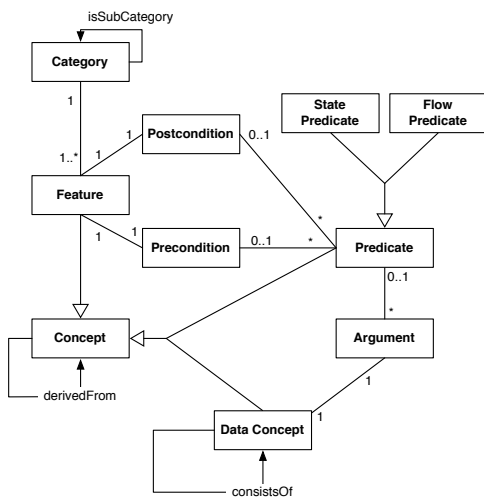 isSubCategory
Category
1
1..*
1
1
Postcondition
0..1
*
State
Predicate
Flow
Predicate
Feature
1
1
Precondition
0..1
*
Predicate
0..1
*
Concept
Argument
derivedFrom
1
1
Data Concept
consistsOf